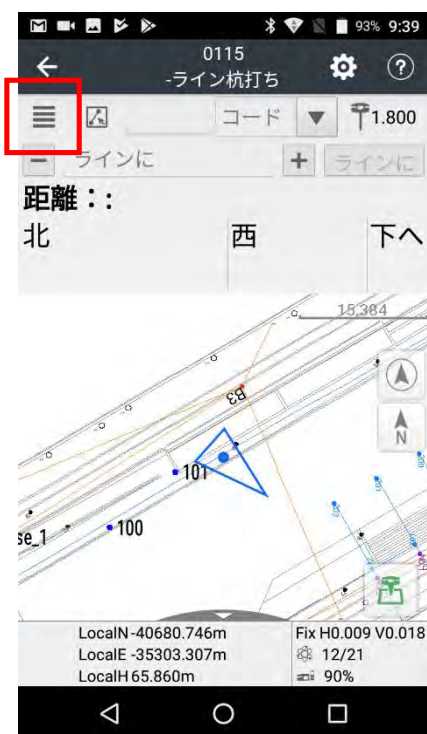 93% 9:39
0115
-ライン杭打ち
コード 1.800
ラインに ラインに
距離：:
北 西 下へ
15.384
B3
N
101
100
se_1
LocalN -40680.746m Fix H0.009 V0.018
LocalE -35303.307m 12/21
LocalH 65.860m 90%